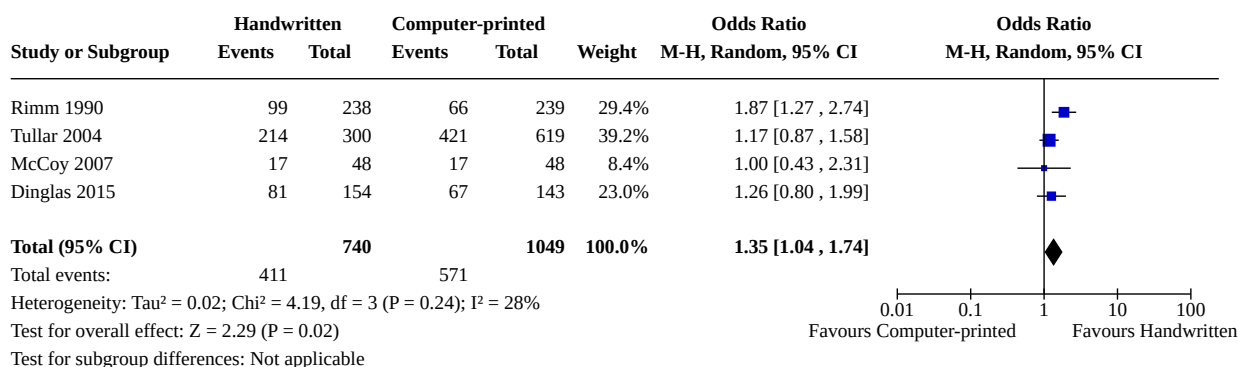 Handwritten Computer-printed Odds Ratio Odds Ratio
Study or Subgroup Events Total Events Total Weight M-H, Random, 95% CI M-H, Random, 95% CI
Rimm 1990 99 238 66 239 29.4% 1.87 [1.27 , 2.74]
Tullar 2004 214 300 421 619 39.2% 1.17 [0.87 , 1.58]
McCoy 2007 17 48 17 48 8.4% 1.00 [0.43 , 2.31]
Dinglas 2015 81 154 67 143 23.0% 1.26 [0.80 , 1.99]
Total (95% CI) 740 1049 100.0% 1.35 [1.04 , 1.74]
Total events: 411 571
Heterogeneity: Tau² = 0.02; Chi² = 4.19, df = 3 (P = 0.24); I² = 28%
0.01 0.1 1 10 100
Test for overall effect: Z = 2.29 (P = 0.02) Favours Computer-printed Favours Handwritten
Test for subgroup differences: Not applicable